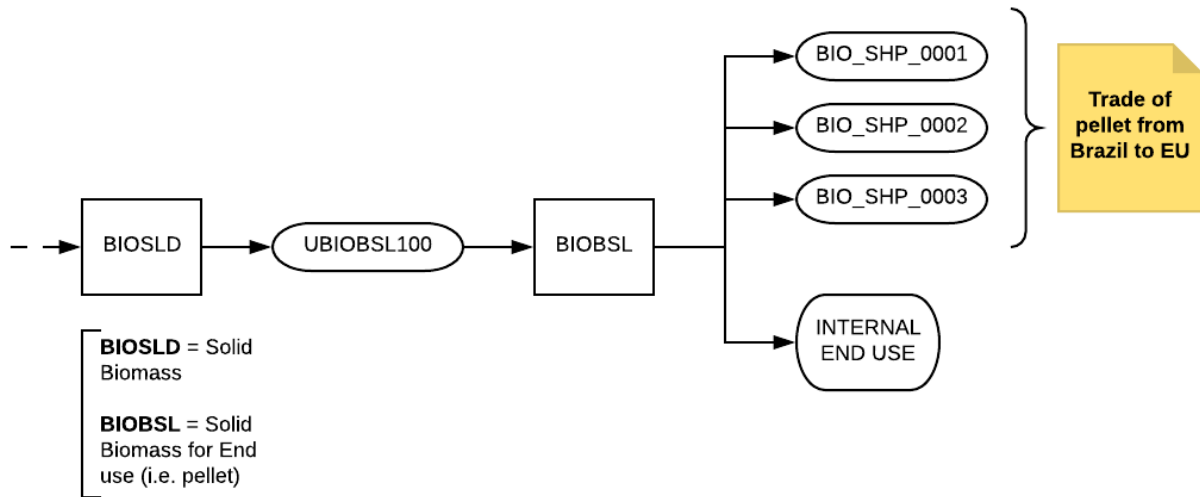 BIO_SHP_0001
BIO_SHP_0002
BIO_SHP_0003
Trade of
pellet from
Brazil to EU
BIOSLD
UBIOBSL100
BIOBSL
INTERNAL
END USE
BIOSLD = Solid
Biomass
BIOBSL = Solid
Biomass for End
use (i.e. pellet)